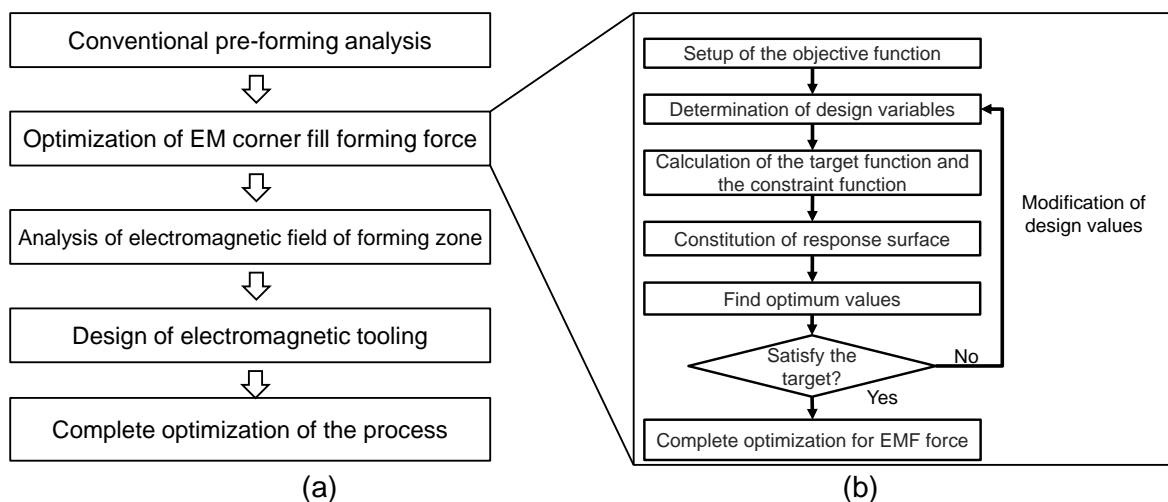 Conventional pre-forming analysis
Optimization of EM corner fill forming force
Analysis of electromagnetic field of forming zone
Design of electromagnetic tooling
Complete optimization of the process
(a)
Setup of the objective function
Determination of design variables
Calculation of the target function and
the constraint function
Constitution of response surface
Find optimum values
Satisfy the
target?
No
Yes
Modification of
design values
Complete optimization for EMF force
(b)